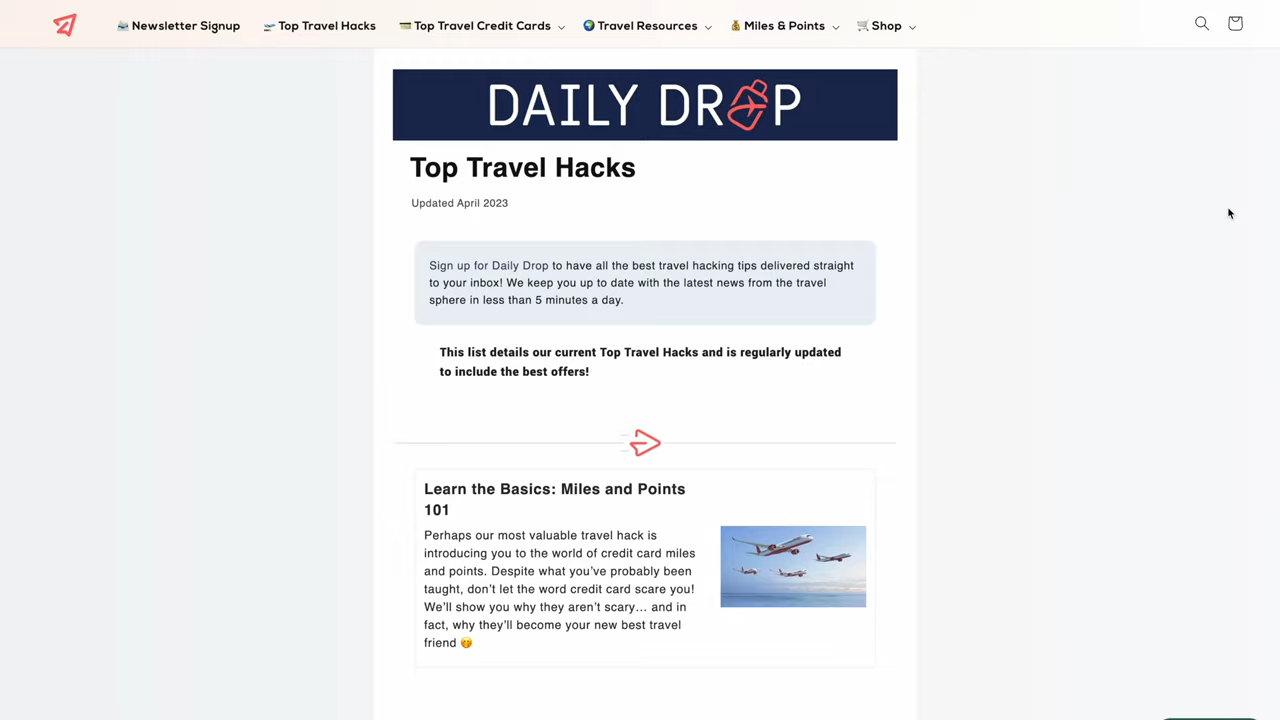 Newsletter Signup
Top Travel Hacks
Top Travel Credit Cards
Travel Resources
Miles & Points
Shop
DAILY DROP
Top Travel Hacks
Updated April 2023
Sign up for Daily Drop to have all the best travel hacking tips delivered straight
to your inbox! We keep you up to date with the latest news from the travel
sphere in less than 5 minutes a day.
This list details our current Top Travel Hacks and is regularly updated
to include the best offers!
Learn the Basics: Miles and Points
101
Perhaps our most valuable travel hack is
introducing you to the world of credit card miles
and points. Despite what you’ve probably been
taught, don’t let the word credit card scare you!
We’ll show you why they aren’t scary… and in
fact, why they’ll become your new best travel
friend 🤭